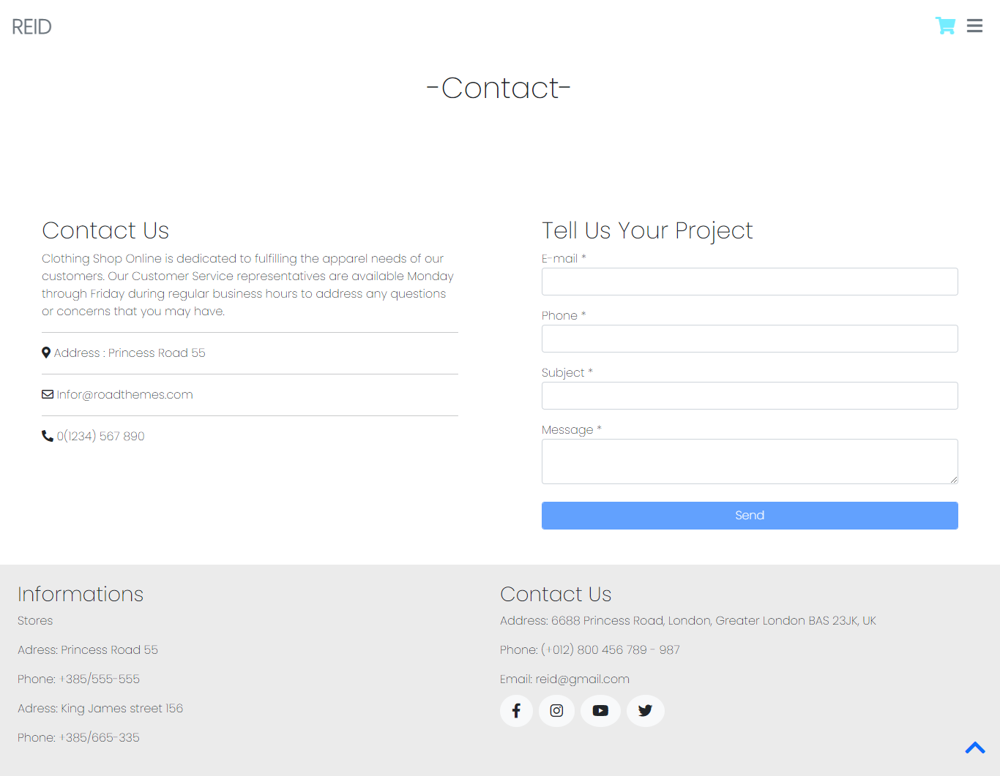 REID
-Contact-
Contact Us
Clothing Shop Online is dedicated to fulfilling the apparel needs of our
customers. Our Customer Service representatives are available Monday
through Friday during regular business hours to address any questions
or concerns that you may have.
Address : Princess Road 55
Infor@roadthemes.com
0(1234) 567 890
Tell Us Your Project
E-mail *
Phone *
Subject *
Message *
Send
Informations
Stores
Adress: Princess Road 55
Phone: +385/555-555
Adress: King James street 156
Phone: +385/665-335
Contact Us
Address: 6688 Princess Road, London, Greater London BAS 23JK, UK
Phone: (+012) 800 456 789 - 987
Email: reid@gmail.com